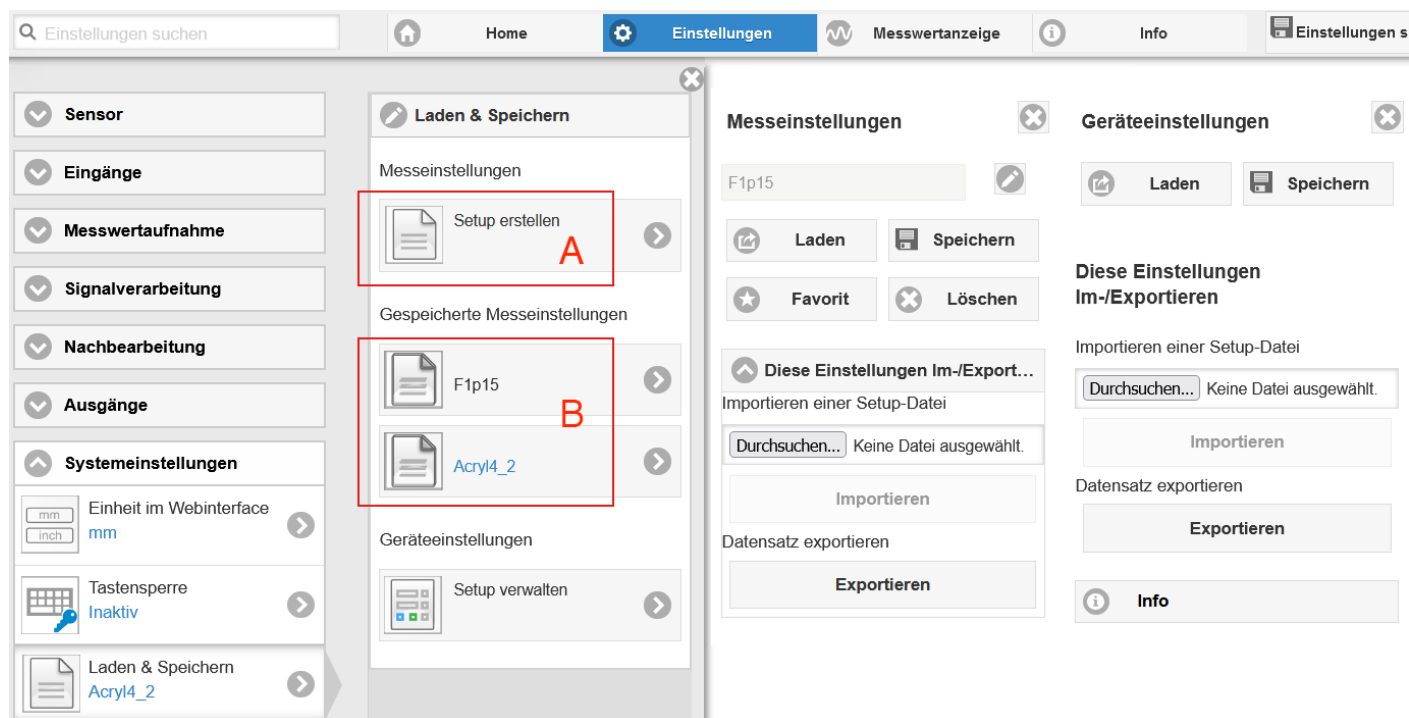 Einstellungen suchen
Home
Einstellungen
Messwertanzeige
Info
Einstellungen s
Sensor
Eingänge
Messwertaufnahme
Signalverarbeitung
Nachbearbeitung
Ausgänge
Systemeinstellungen
mm
inch
Einheit im Webinterface
mm
Tastensperre
Inaktiv
Laden & Speichern
Acryl4_2
Laden & Speichern
Messeinstellungen
Setup erstellen
A
Gespeicherte Messeinstellungen
F1p15
B
Acryl4_2
Geräteeinstellungen
Setup verwalten
Messeinstellungen
F1p15
Laden
Speichern
Favorit
Löschen
Diese Einstellungen Im-/Export...
Importieren einer Setup-Datei
Durchsuchen... Keine Datei ausgewählt.
Importieren
Datensatz exportieren
Exportieren
Geräteeinstellungen
Laden
Speichern
Diese Einstellungen
Im-/Exportieren
Importieren einer Setup-Datei
Durchsuchen... Keine Datei ausgewählt.
Importieren
Datensatz exportieren
Exportieren
Info